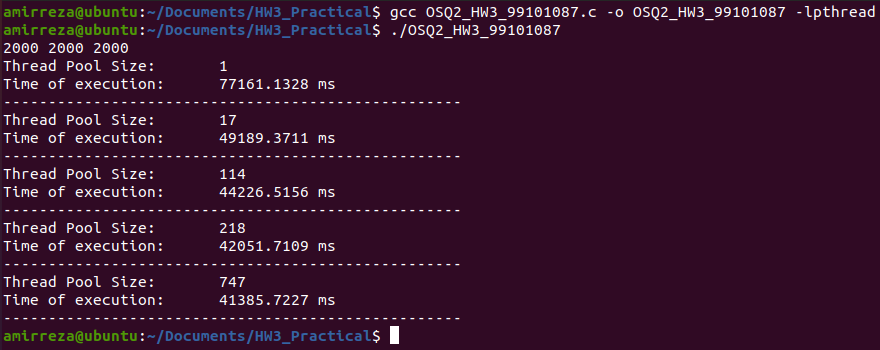 amirreza@ubuntu:~/Documents/HW3_Practical$ gcc OSQ2_HW3_99101087.c -o OSQ2_HW3_99101087 -lpthread
amirreza@ubuntu:~/Documents/HW3_Practical$ ./OSQ2_HW3_99101087
2000 2000 2000
Thread Pool Size:       1
Time of execution:      77161.1328 ms
---------------------------------------------------
Thread Pool Size:       17
Time of execution:      49189.3711 ms
---------------------------------------------------
Thread Pool Size:       114
Time of execution:      44226.5156 ms
---------------------------------------------------
Thread Pool Size:       218
Time of execution:      42051.7109 ms
---------------------------------------------------
Thread Pool Size:       747
Time of execution:      41385.7227 ms
---------------------------------------------------
amirreza@ubuntu:~/Documents/HW3_Practical$